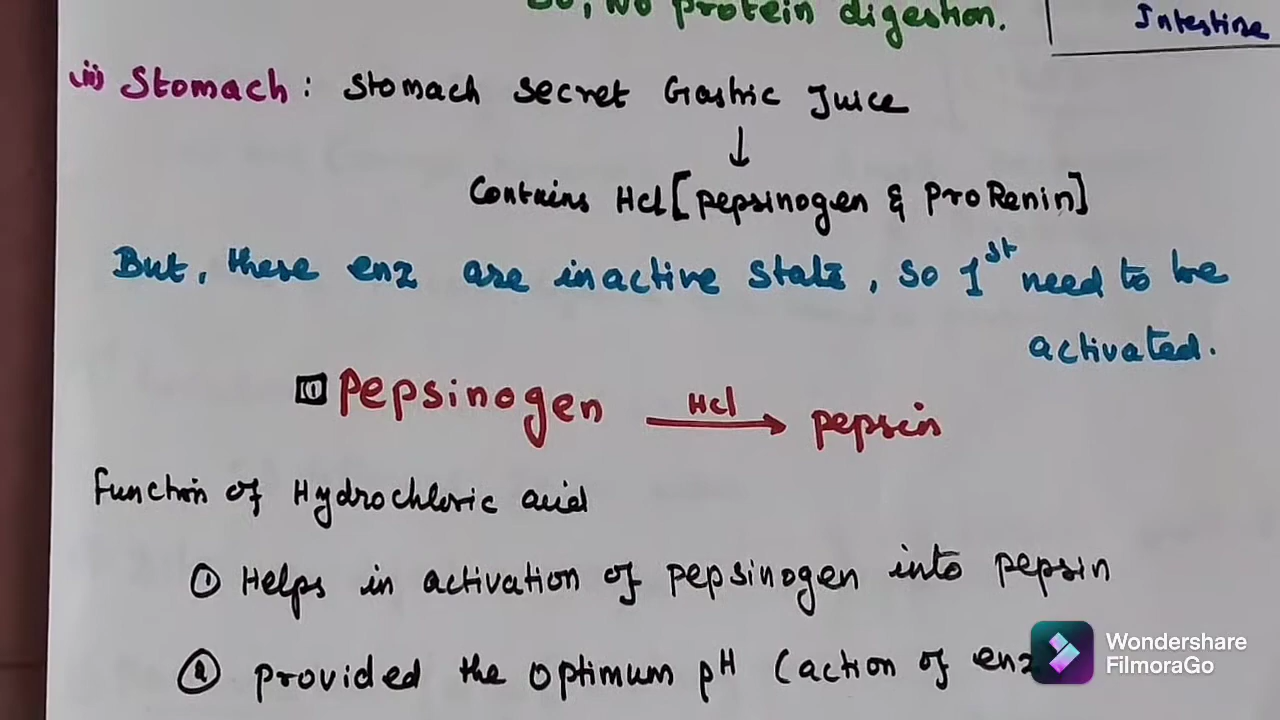 So, No protein digestion.
Intestine
(ii) Stomach : Stomach Secret Gastric Juice
↓
Contains Hcl [Pepsinogen & ProRenin]
But, these enz are inactive state, So 1st need to be
activated.
(1) Pepsinogen —Hcl→ pepsin
Function of Hydrochloric acid
① Helps in activation of pepsinogen into pepsin
② provided the optimum pH (action of enz
Wondershare
FilmoraGo